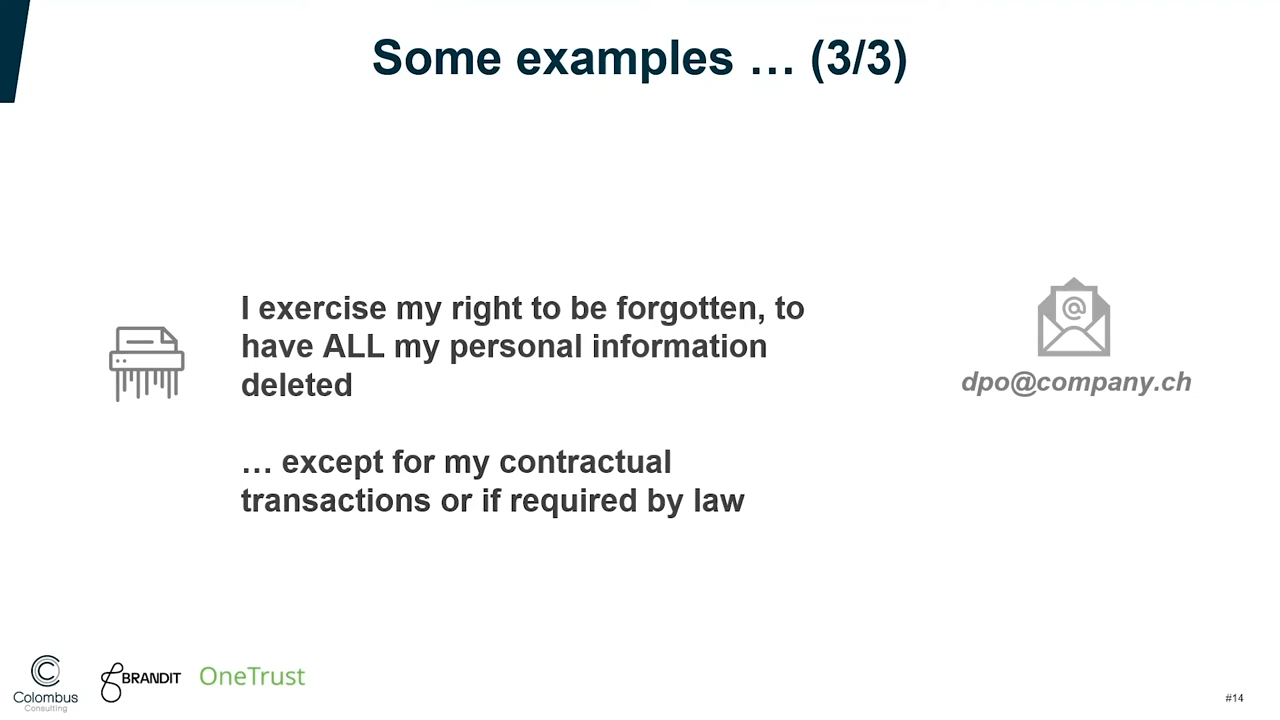 Some examples … (3/3)
I exercise my right to be forgotten, to
have ALL my personal information
deleted
… except for my contractual
transactions or if required by law
@
dpo@company.ch
Colombus
Consulting
BRANDIT
OneTrust
#14